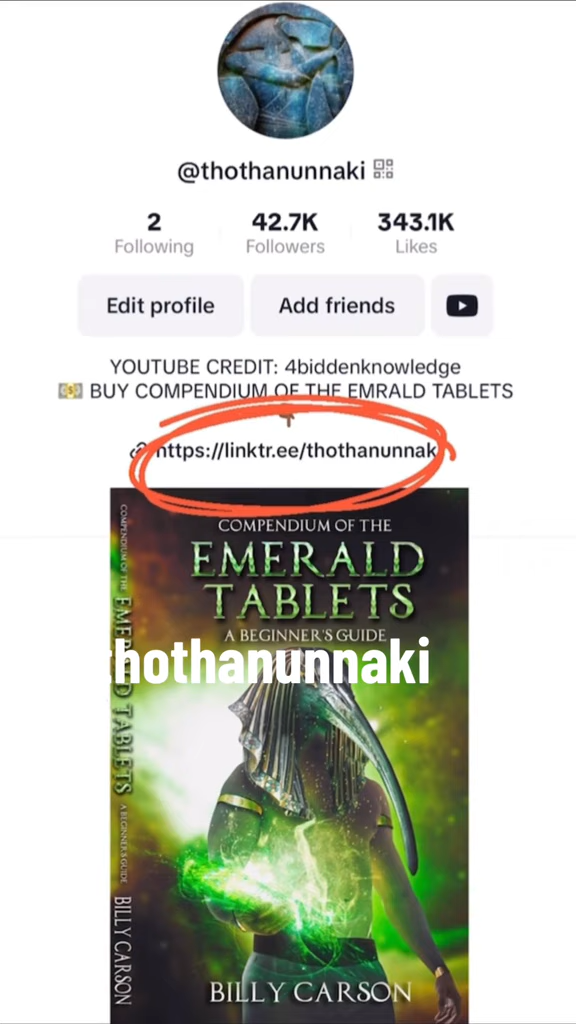 @thothanunnaki
2 42.7K 343.1K
Following Followers Likes
Edit profile Add friends
YOUTUBE CREDIT: 4biddenknowledge
BUY COMPENDIUM OF THE EMRALD TABLETS
https://linktr.ee/thothanunnak
COMPENDIUM OF THE
EMERALD
TABLETS
A BEGINNER'S GUIDE
thothanunnaki
BILLY CARSON
COMPENDIUM OF THE EMERALD TABLETS A BEGINNER'S GUIDE BILLY CARSON